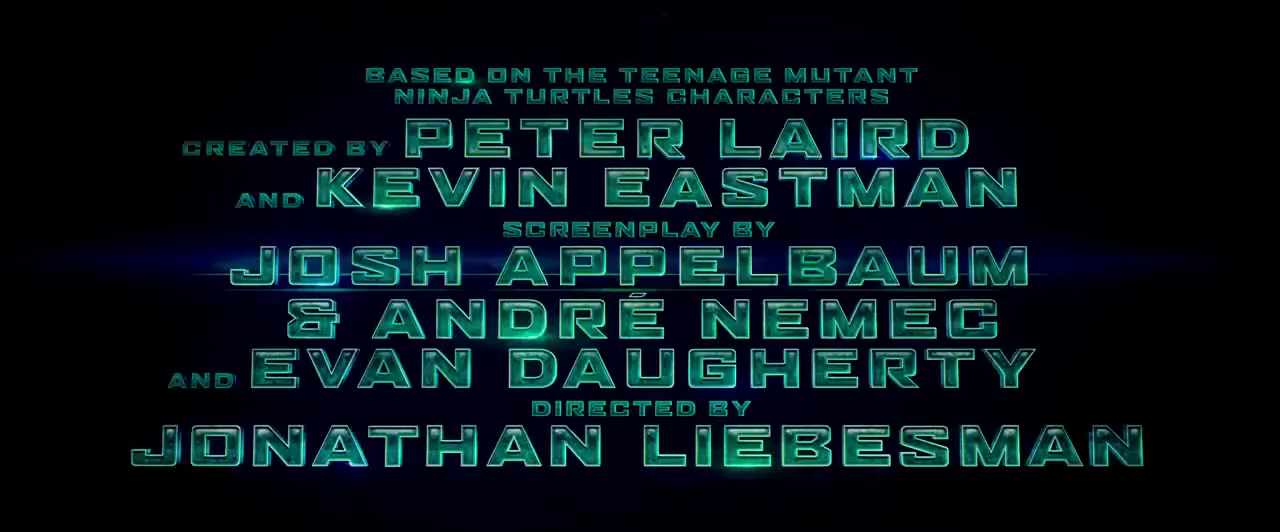 BASED ON THE TEENAGE MUTANT
NINJA TURTLES CHARACTERS
CREATED BY PETER LAIRD
AND KEVIN EASTMAN
SCREENPLAY BY
JOSH APPELBAUM
& ANDRÉ NEMEC
AND EVAN DAUGHERTY
DIRECTED BY
JONATHAN LIEBESMAN